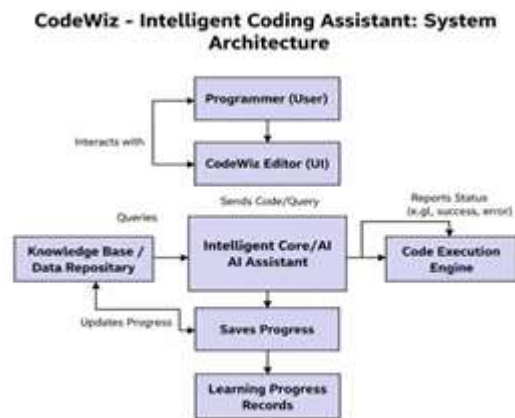 CodeWiz - Intelligent Coding Assistant: System
Architecture
Programmer (User)
Interacts with
CodeWiz Editor (UI)
Sends Code/Query
Reports Status
(e.gl, success, error)
Queries
Knowledge Base /
Data Repositary
Intelligent Core/AI
AI Assistant
Code Execution
Engine
Updates Progress
Saves Progress
Learning Progress
Records